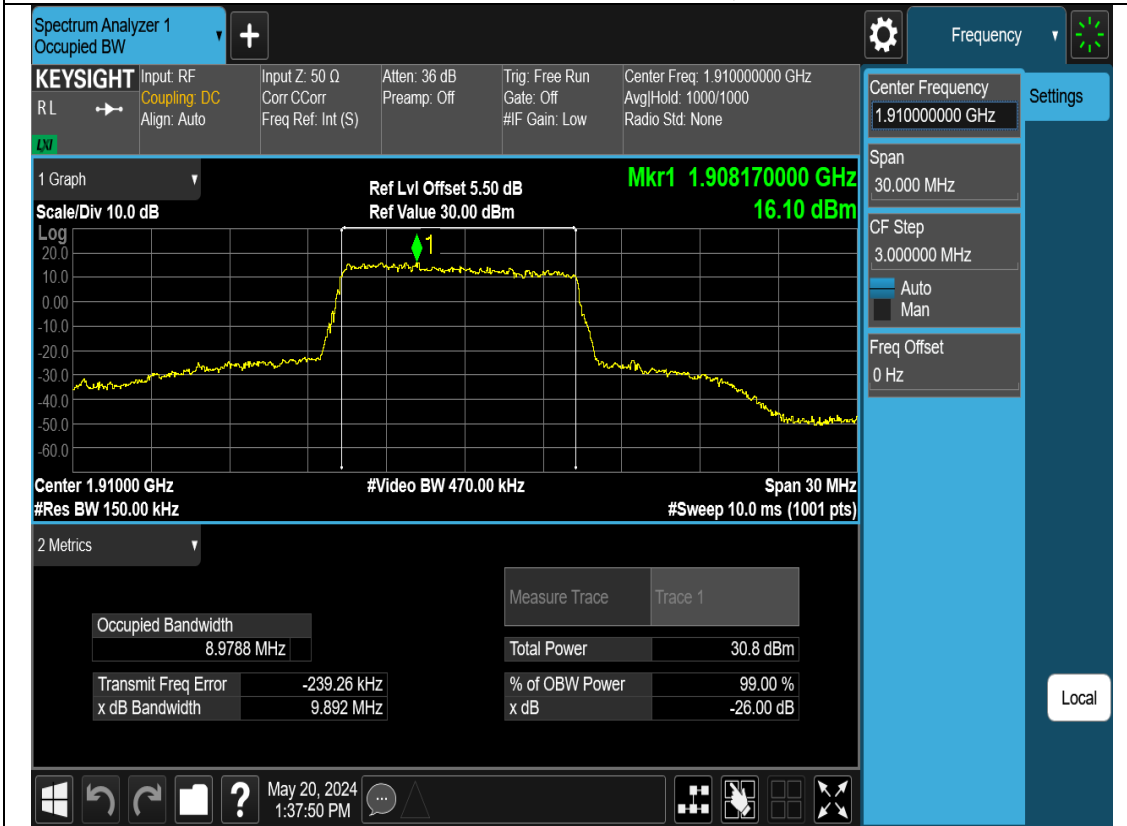 Spectrum Analyzer 1
Occupied BW
Frequency
KEYSIGHT
R L
LXI
Input: RF
Coupling: DC
Align: Auto
Input Z: 50 Ω
Corr CCorr
Freq Ref: Int (S)
Atten: 36 dB
Preamp: Off
Trig: Free Run
Gate: Off
#IF Gain: Low
Center Freq: 1.910000000 GHz
Avg|Hold: 1000/1000
Radio Std: None
Center Frequency
1.910000000 GHz
Settings
Span
30.000 MHz
CF Step
3.000000 MHz
Auto
Man
Freq Offset
0 Hz
Local
1 Graph
Scale/Div 10.0 dB
Ref Lvl Offset 5.50 dB
Ref Value 30.00 dBm
Mkr1 1.908170000 GHz
16.10 dBm
Log
1
20.0
10.0
0.00
-10.0
-20.0
-30.0
-40.0
-50.0
-60.0
Center 1.91000 GHz
#Video BW 470.00 kHz
Span 30 MHz
#Res BW 150.00 kHz
#Sweep 10.0 ms (1001 pts)
2 Metrics
Measure Trace Trace 1
Occupied Bandwidth
8.9788 MHz
Total Power 30.8 dBm
Transmit Freq Error -239.26 kHz
% of OBW Power 99.00 %
x dB Bandwidth 9.892 MHz
x dB -26.00 dB
?
May 20, 2024
1:37:50 PM